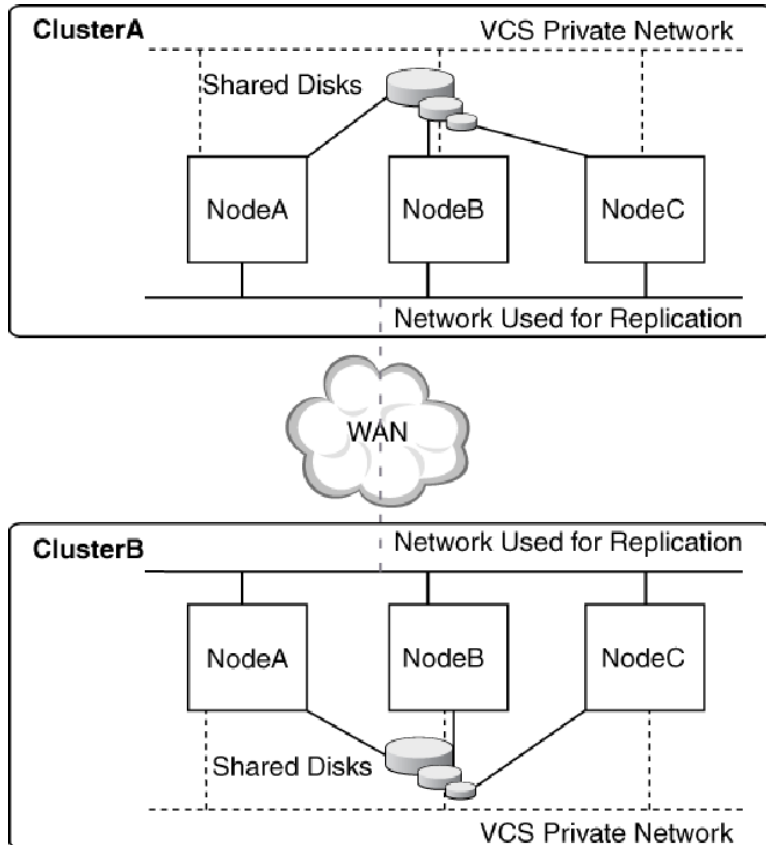 ClusterA
VCS Private Network
Shared Disks
NodeA
NodeB
NodeC
Network Used for Replication
WAN
ClusterB
Network Used for Replication
NodeA
NodeB
NodeC
Shared Disks
VCS Private Network